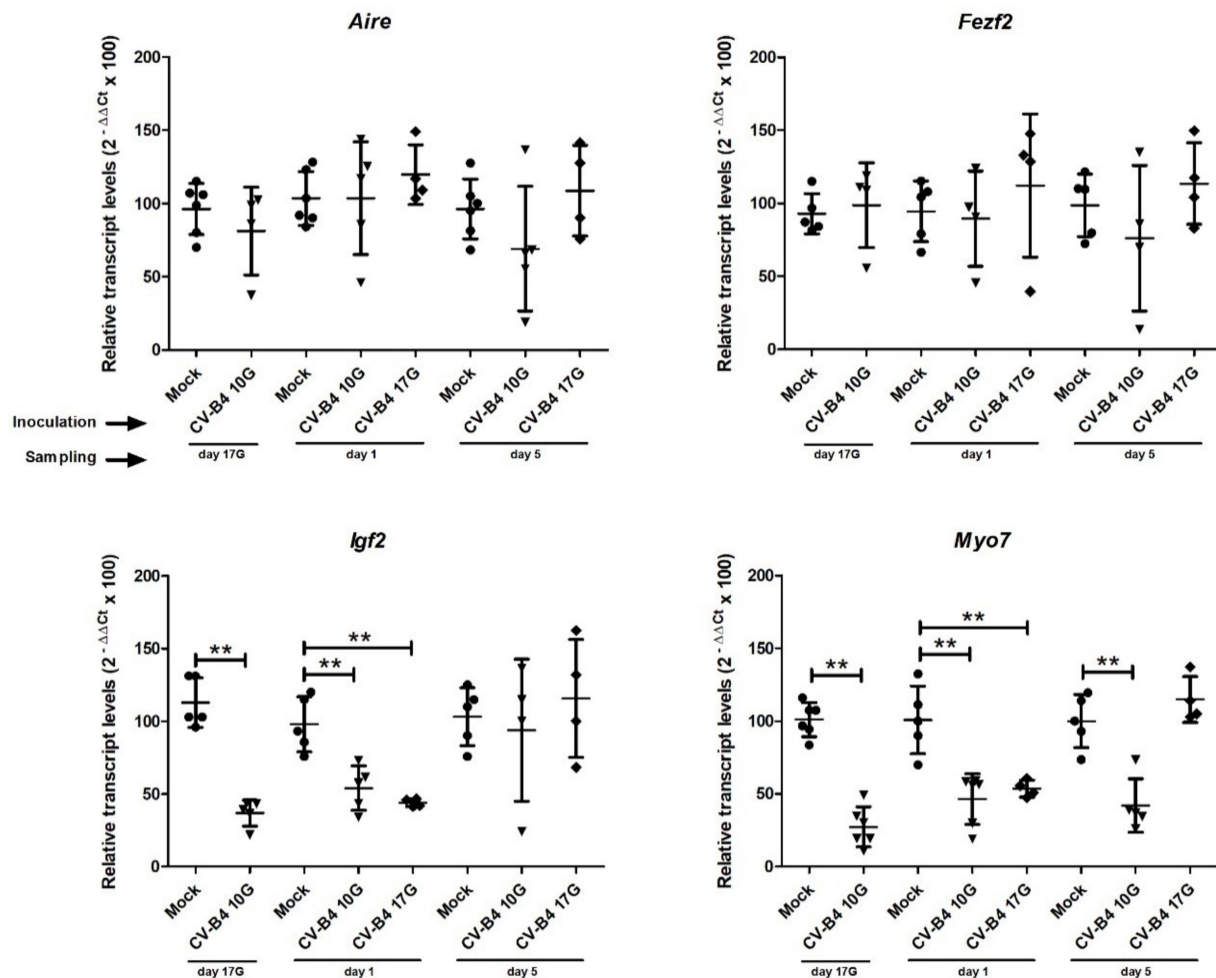 Aire
Relative transcript levels (2 - ΔΔCt x 100)
200
150
100
50
0
Mock
CV-B4 10G
Mock
CV-B4 10G
CV-B4 17G
Mock
CV-B4 10G
CV-B4 17G
Inoculation
Sampling
day 17G
day 1
day 5
Fezf2
Relative transcript levels (2 - ΔΔCt x 100)
200
150
100
50
0
Mock
CV-B4 10G
Mock
CV-B4 10G
CV-B4 17G
Mock
CV-B4 10G
CV-B4 17G
day 17G
day 1
day 5
Igf2
Relative transcript levels (2 - ΔΔCt x 100)
200
150
100
50
0
**
**
**
Mock
CV-B4 10G
Mock
CV-B4 10G
CV-B4 17G
Mock
CV-B4 10G
CV-B4 17G
day 17G
day 1
day 5
Myo7
Relative transcript levels (2 - ΔΔCt x 100)
200
150
100
50
0
**
**
**
**
Mock
CV-B4 10G
Mock
CV-B4 10G
CV-B4 17G
Mock
CV-B4 10G
CV-B4 17G
day 17G
day 1
day 5